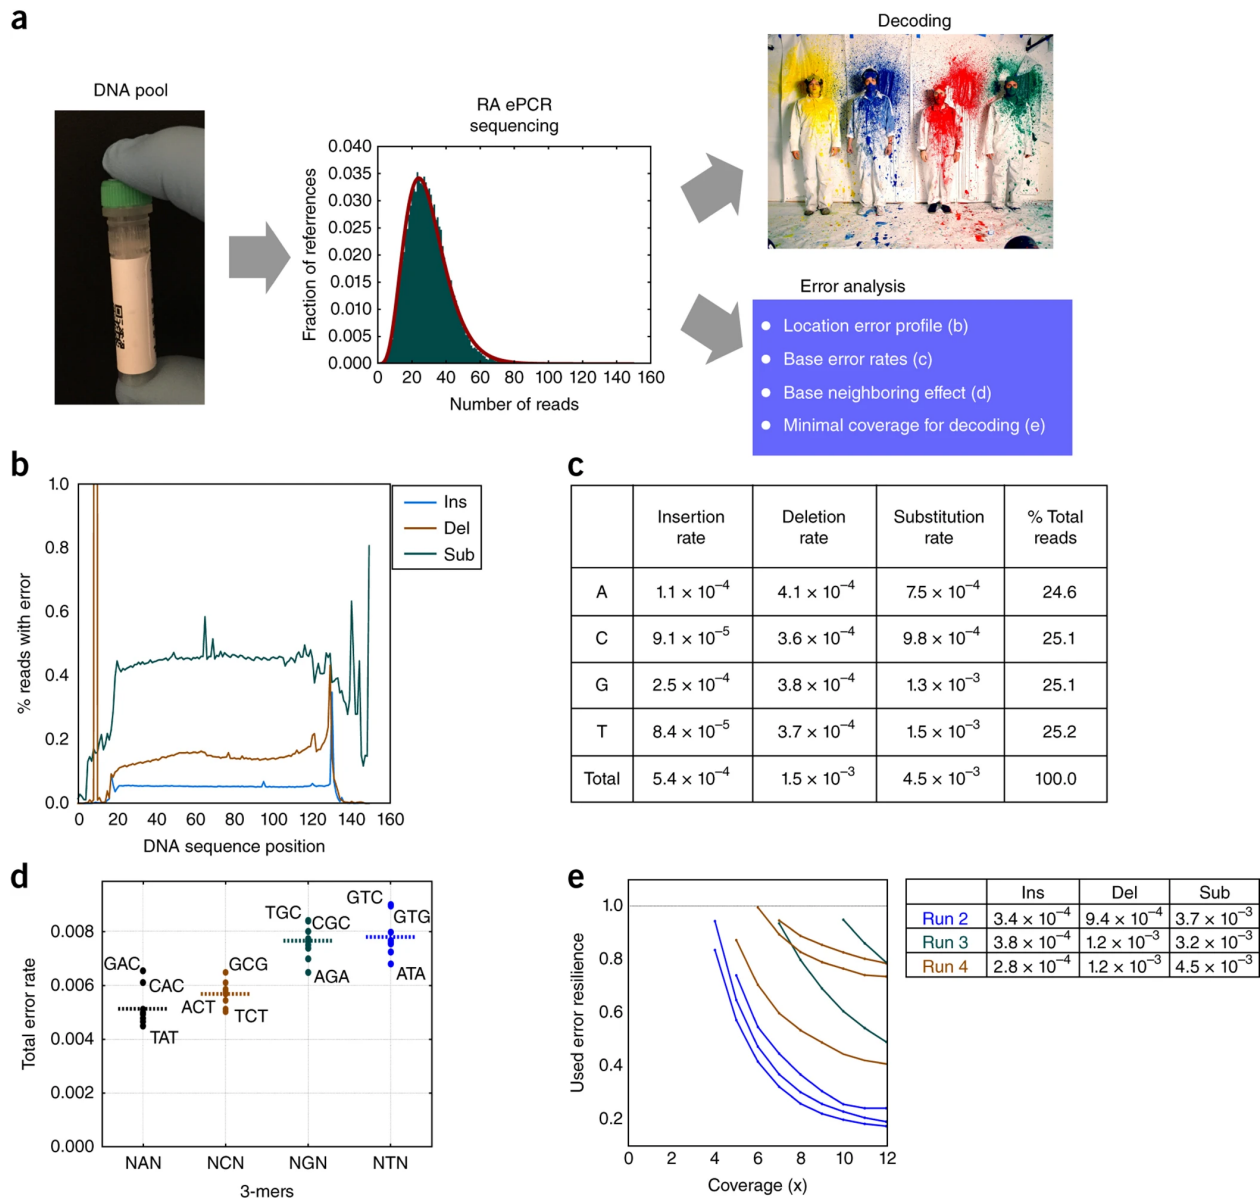 a
DNA pool
RA ePCR
sequencing
Fraction of referrences
0.040
0.035
0.030
0.025
0.020
0.015
0.010
0.005
0.000
0 20 40 60 80 100 120 140 160
Number of reads
Decoding
Error analysis
● Location error profile (b)
● Base error rates (c)
● Base neighboring effect (d)
● Minimal coverage for decoding (e)
b
% reads with error
1.0
0.8
0.6
0.4
0.2
0.0
0 20 40 60 80 100 120 140 160
DNA sequence position
Ins
Del
Sub
c
Insertion rate Deletion rate Substitution rate % Total reads
A 1.1 × 10⁻⁴ 4.1 × 10⁻⁴ 7.5 × 10⁻⁴ 24.6
C 9.1 × 10⁻⁵ 3.6 × 10⁻⁴ 9.8 × 10⁻⁴ 25.1
G 2.5 × 10⁻⁴ 3.8 × 10⁻⁴ 1.3 × 10⁻³ 25.1
T 8.4 × 10⁻⁵ 3.7 × 10⁻⁴ 1.5 × 10⁻³ 25.2
Total 5.4 × 10⁻⁴ 1.5 × 10⁻³ 4.5 × 10⁻³ 100.0
d
Total error rate
0.008
0.006
0.004
0.002
0.000
GAC
CAC
TAT
GCG
ACT
TCT
TGC
CGC
AGA
GTC
GTG
ATA
NAN NCN NGN NTN
3-mers
e
Used error resilience
1.0
0.8
0.6
0.4
0.2
0 2 4 6 8 10 12
Coverage (x)
Ins Del Sub
Run 2 3.4 × 10⁻⁴ 9.4 × 10⁻⁴ 3.7 × 10⁻³
Run 3 3.8 × 10⁻⁴ 1.2 × 10⁻³ 3.2 × 10⁻³
Run 4 2.8 × 10⁻⁴ 1.2 × 10⁻³ 4.5 × 10⁻³